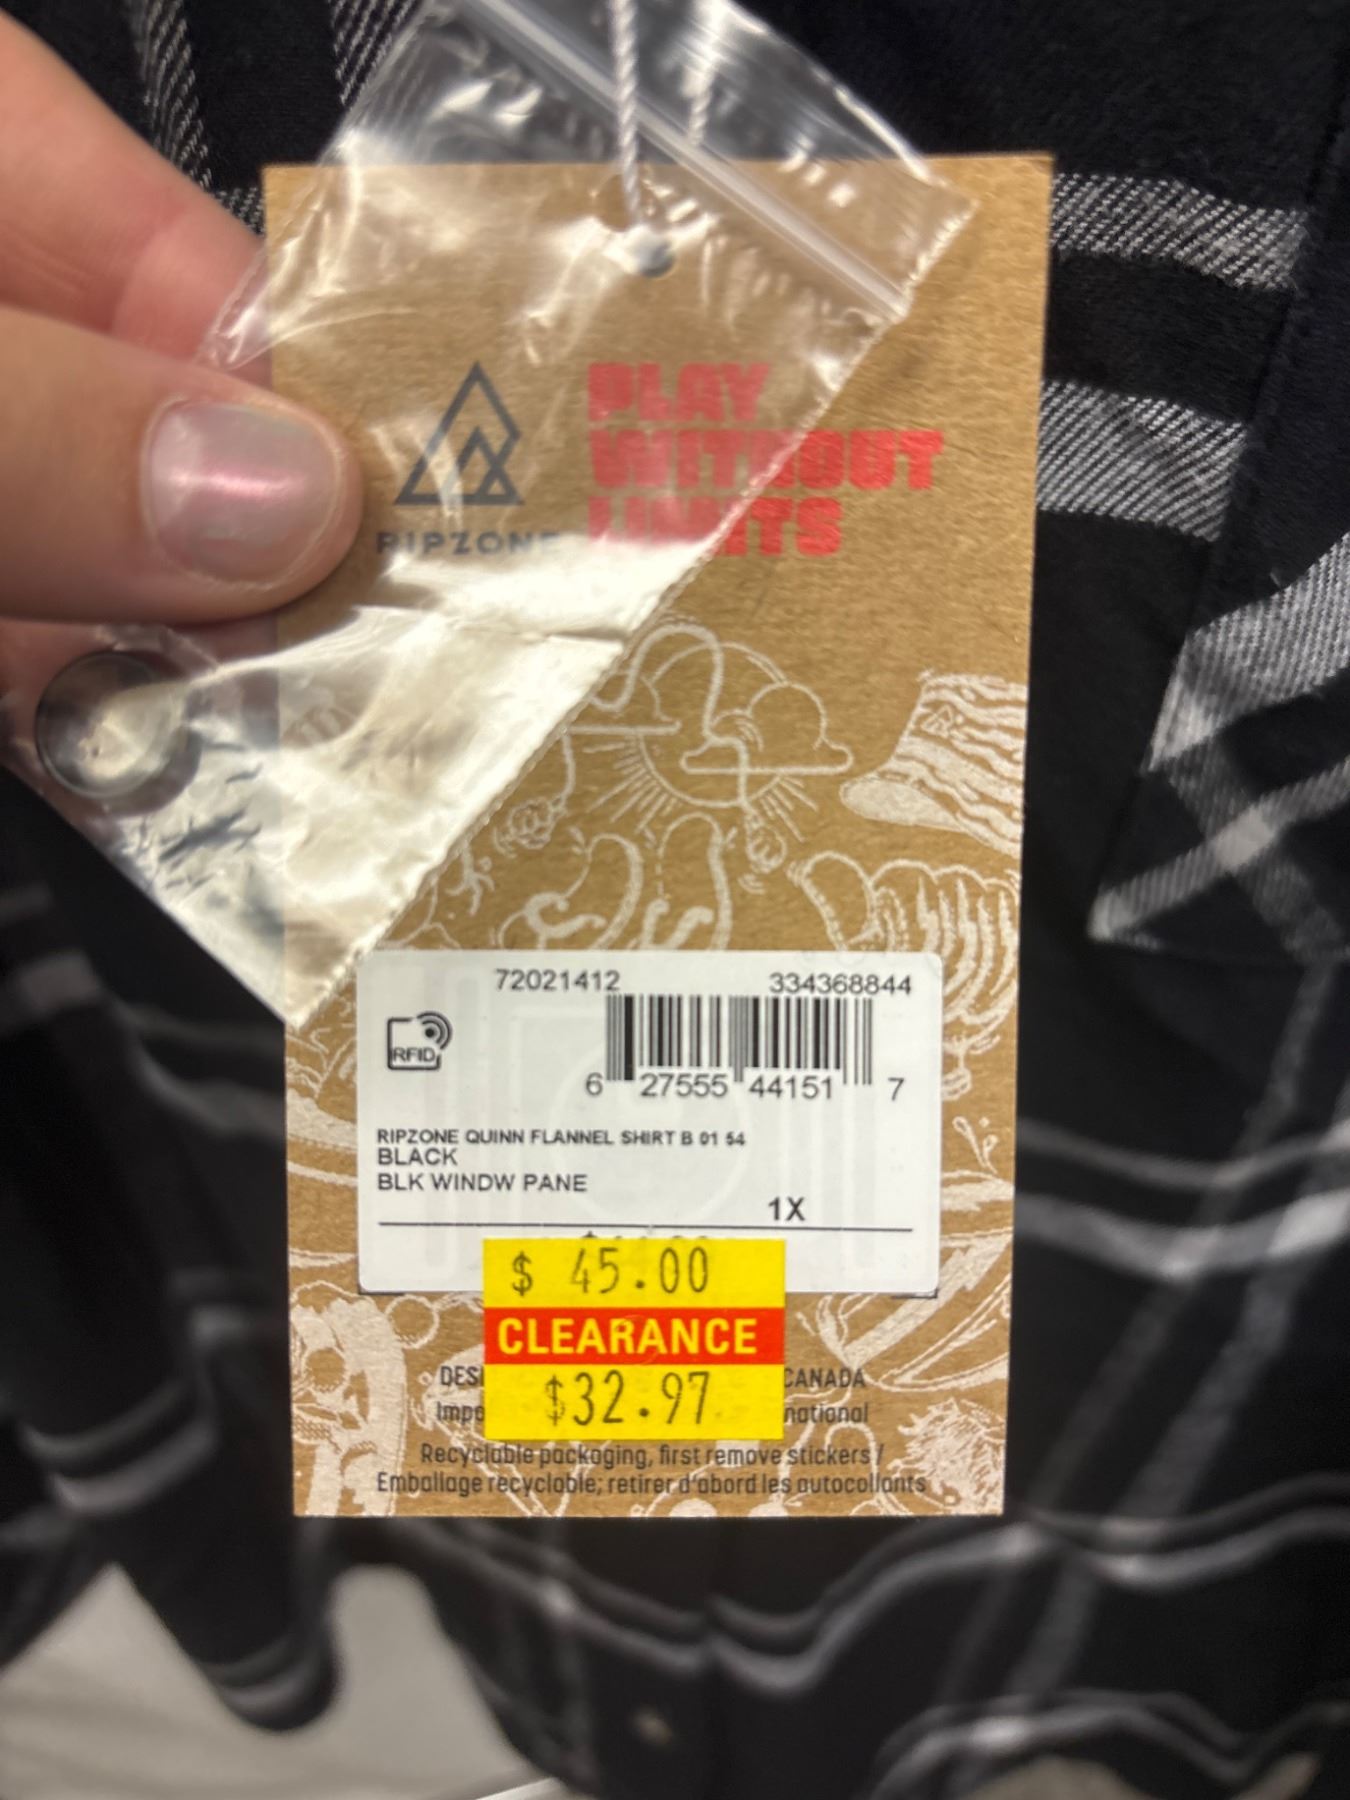 RIPZONE
PLAY
WITHOUT
LIMITS
72021412 334368844
RFID
6 27555 44151 7
RIPZONE QUINN FLANNEL SHIRT B 01 54
BLACK
BLK WINDW PANE
1X
$ 45.00
CLEARANCE
$32.97
CANADA
Recyclable packaging, first remove stickers /
Emballage recyclable; retirer d'abord les autocollants